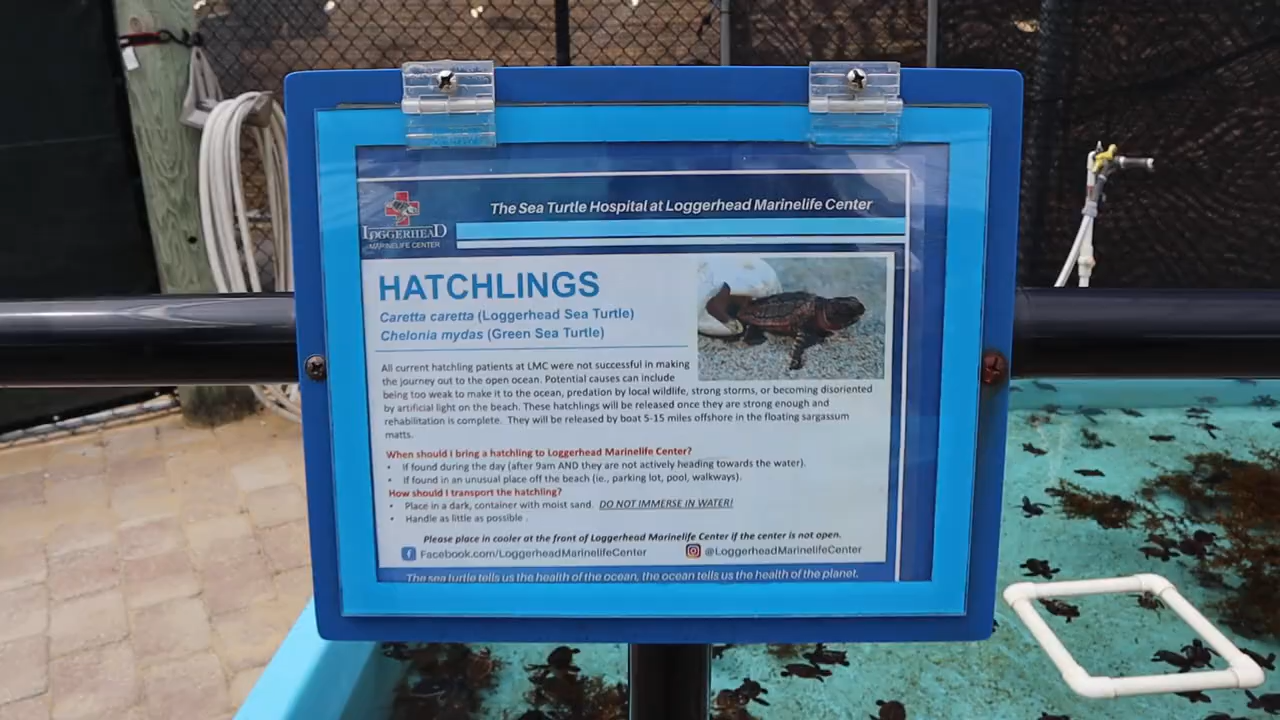 The Sea Turtle Hospital at Loggerhead Marinelife Center
LOGGERHEAD
MARINELIFE CENTER
HATCHLINGS
Caretta caretta (Loggerhead Sea Turtle)
Chelonia mydas (Green Sea Turtle)
All current hatchling patients at LMC were not successful in making
the journey out to the open ocean. Potential causes can include
being too weak to make it to the ocean, predation by local wildlife, strong storms, or becoming disoriented
by artificial light on the beach. These hatchlings will be released once they are strong enough and
rehabilitation is complete. They will be released by boat 5-15 miles offshore in the floating sargassum
matts.
When should I bring a hatchling to Loggerhead Marinelife Center?
• If found during the day (after 9am AND they are not actively heading towards the water).
• If found in an unusual place off the beach (ie., parking lot, pool, walkways).
How should I transport the hatchling?
• Place in a dark, container with moist sand. DO NOT IMMERSE IN WATER!
• Handle as little as possible .
Please place in cooler at the front of Loggerhead Marinelife Center if the center is not open.
Facebook.com/LoggerheadMarinelifeCenter @LoggerheadMarinelifeCenter
The sea turtle tells us the health of the ocean, the ocean tells us the health of the planet.